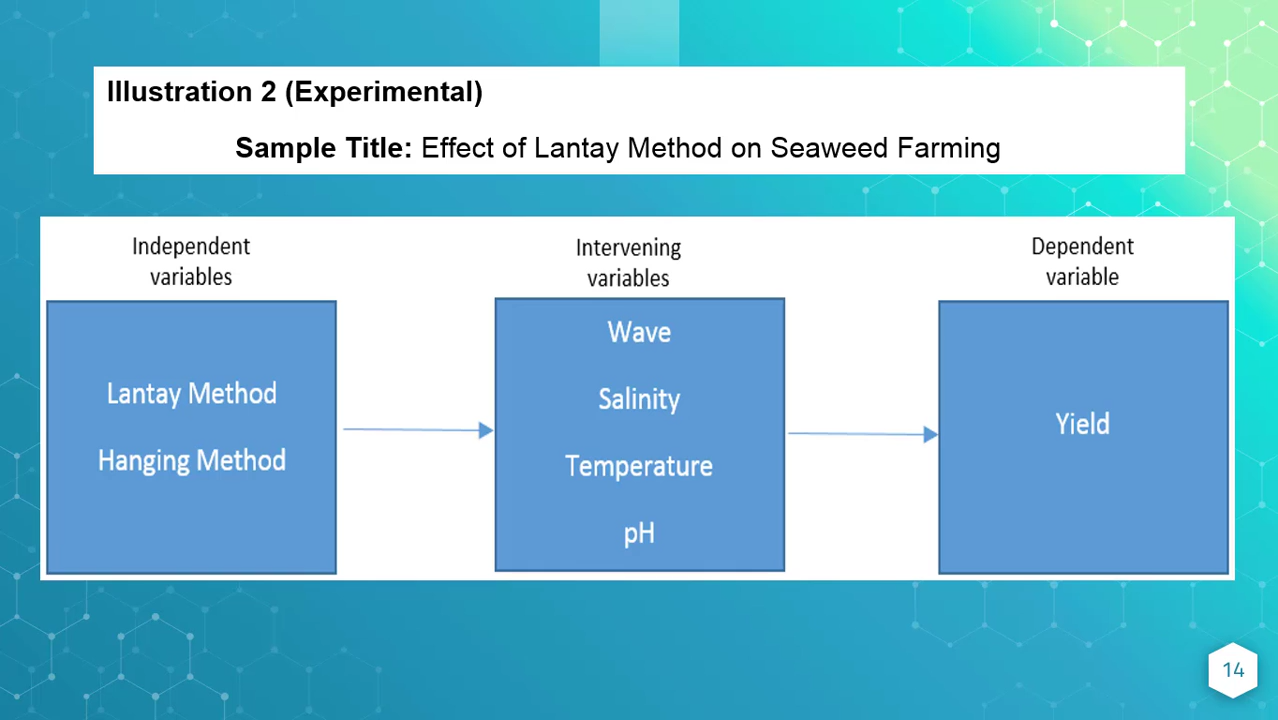 Illustration 2 (Experimental)
Sample Title: Effect of Lantay Method on Seaweed Farming
Independent
variables
Lantay Method
Hanging Method
Intervening
variables
Wave
Salinity
Temperature
pH
Dependent
variable
Yield
14